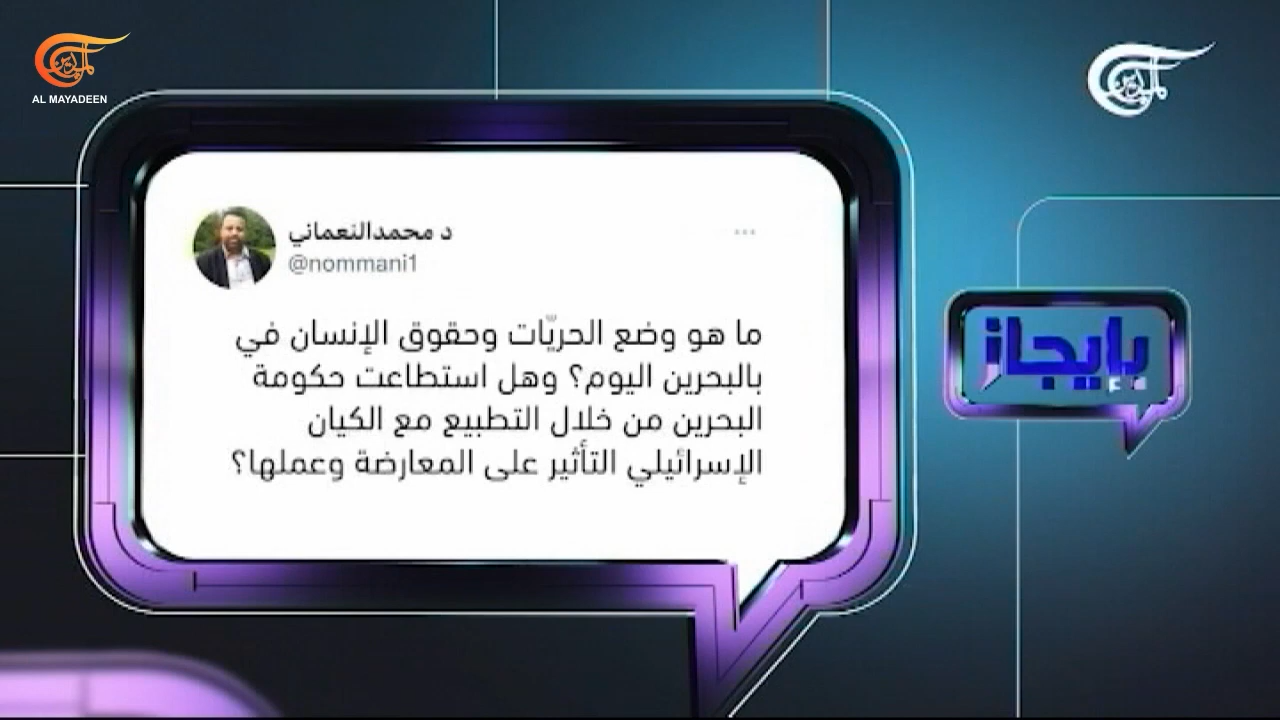 AL MAYADEEN
د محمدالنعماني
@nommani1
ما هو وضع الحريّات وحقوق الإنسان في
بالبحرين اليوم؟ وهل استطاعت حكومة
البحرين من خلال التطبيع مع الكيان
الإسرائيلي التأثير على المعارضة وعملها؟
بإيجاز